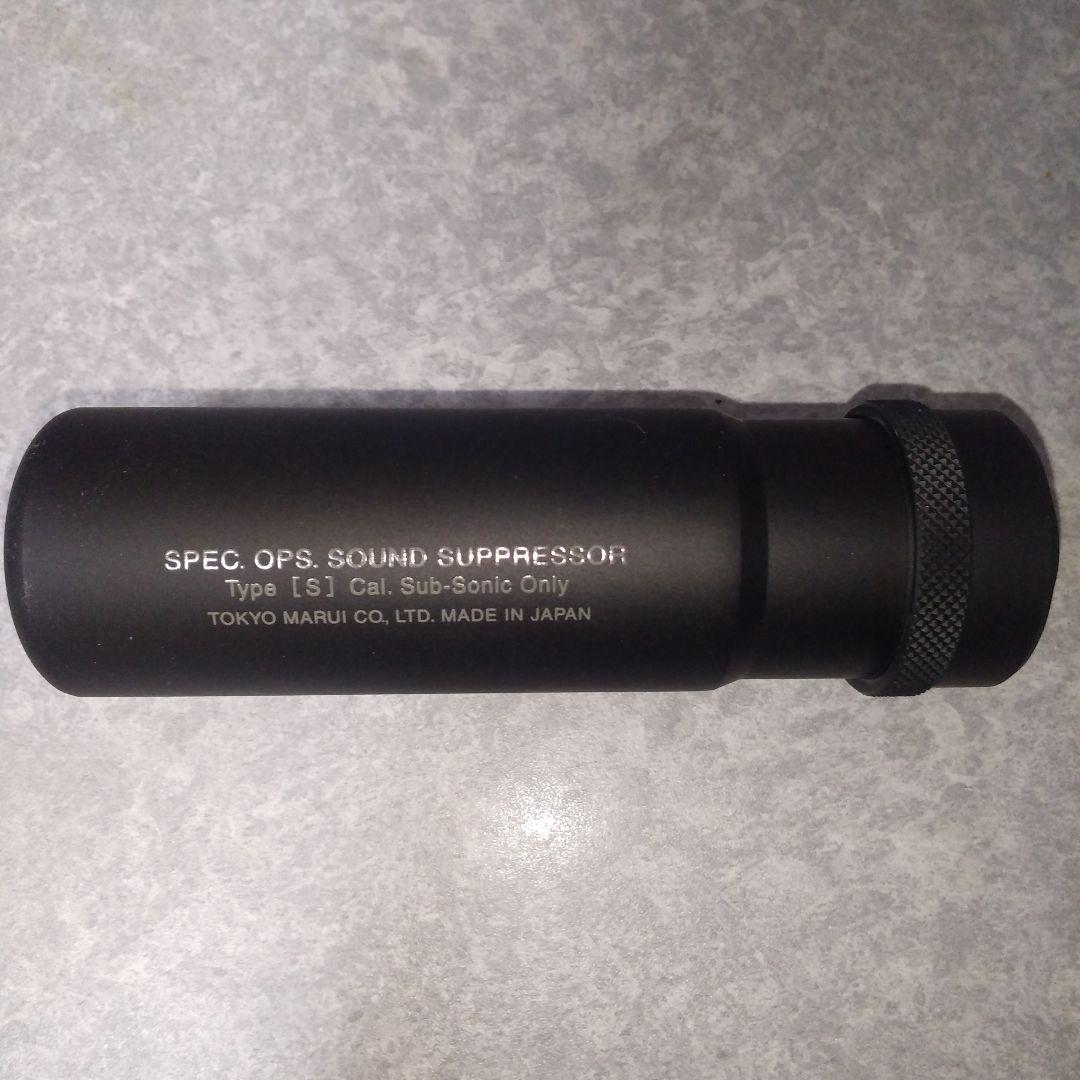 SPEC. OPS. SOUND SUPPRESSOR
Type [S] Cal. Sub-Sonic Only
TOKYO MARUI CO., LTD. MADE IN JAPAN